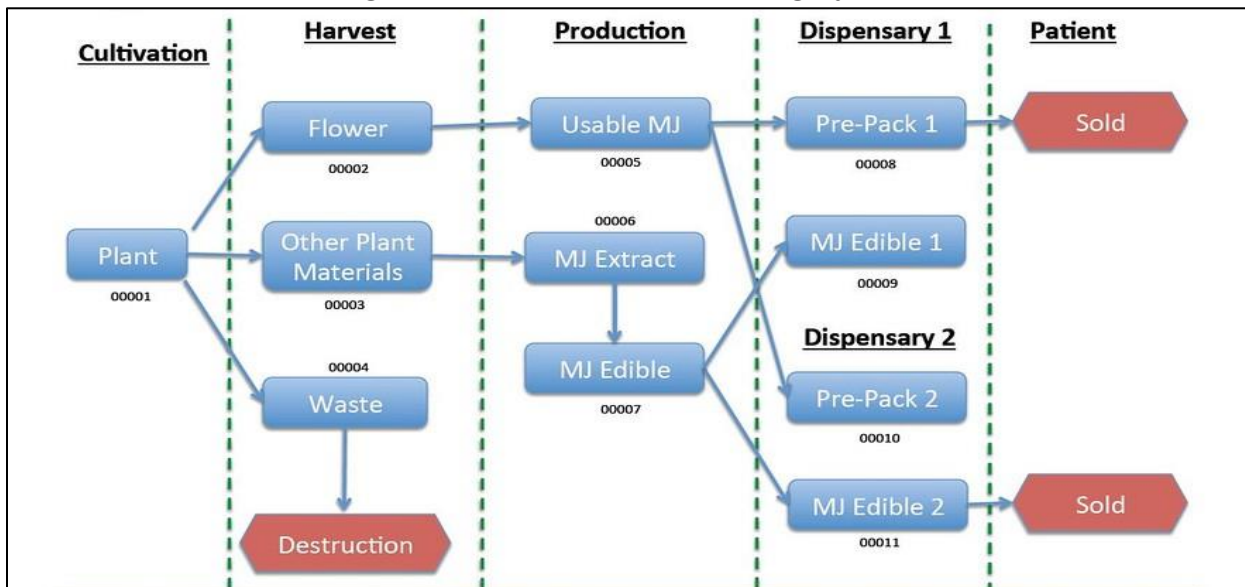 Cultivation
Plant
00001
Harvest
Flower
00002
Other Plant
Materials
00003
00004
Waste
Destruction
Production
Usable MJ
00005
00006
MJ Extract
MJ Edible
00007
Dispensary 1
Pre-Pack 1
00008
MJ Edible 1
00009
Dispensary 2
Pre-Pack 2
00010
MJ Edible 2
00011
Patient
Sold
Sold